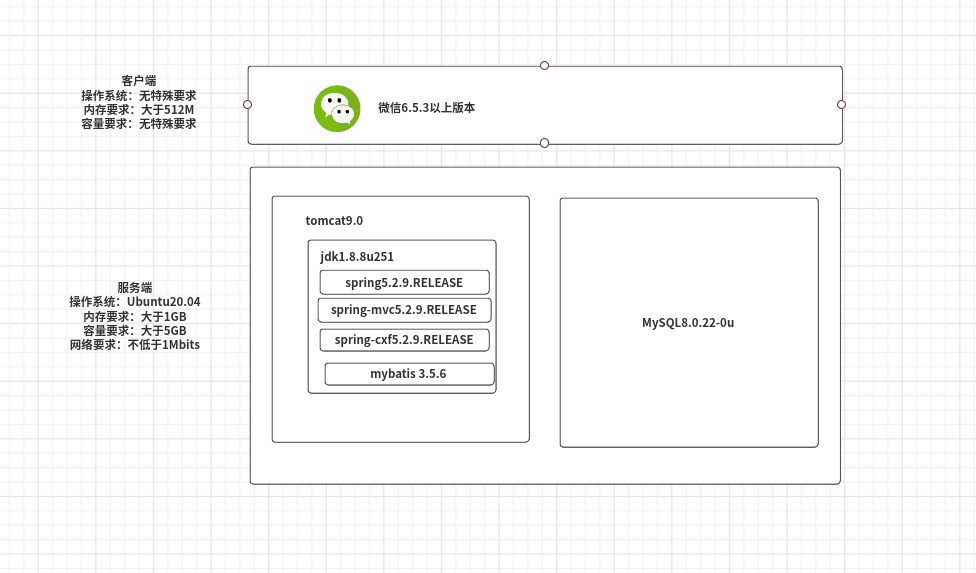 客户端
操作系统：无特殊要求
内存要求：大于512M
容量要求：无特殊要求
微信6.5.3以上版本
服务端
操作系统：Ubuntu20.04
内存要求：大于1GB
容量要求：大于5GB
网络要求：不低于1Mbits
tomcat9.0
jdk1.8.8u251
spring5.2.9.RELEASE
spring-mvc5.2.9.RELEASE
spring-cxf5.2.9.RELEASE
mybatis 3.5.6
MySQL8.0.22-0u